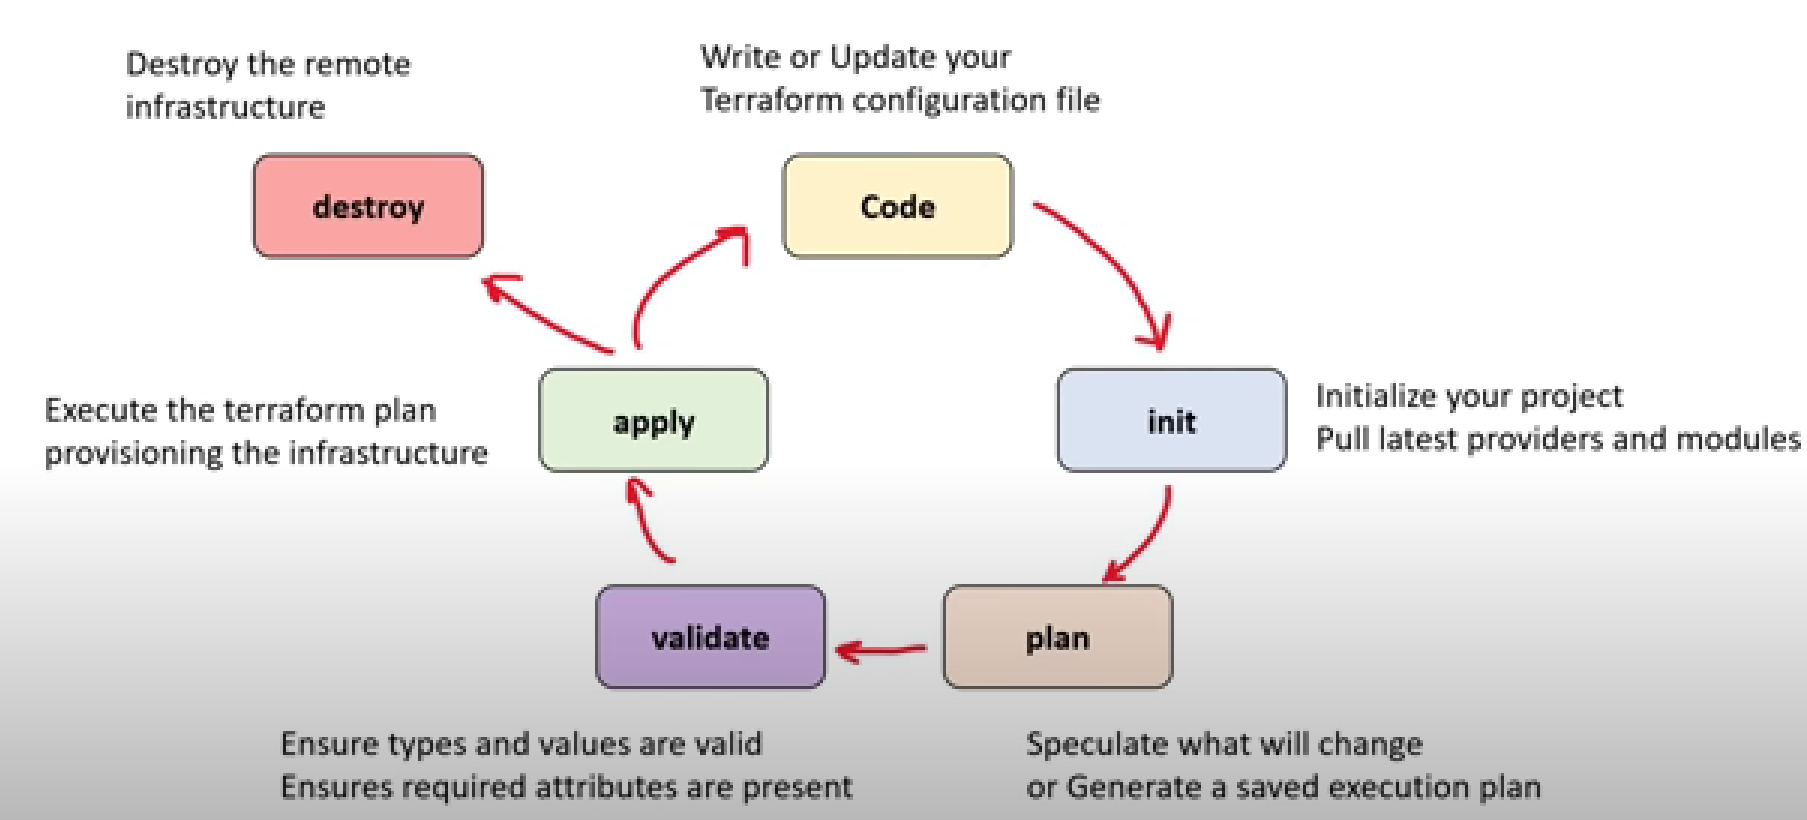 Destroy the remote
infrastructure
destroy
Write or Update your
Terraform configuration file
Code
Execute the terraform plan
provisioning the infrastructure
apply
init
Initialize your project
Pull latest providers and modules
validate
Ensure types and values are valid
Ensures required attributes are present
plan
Speculate what will change
or Generate a saved execution plan